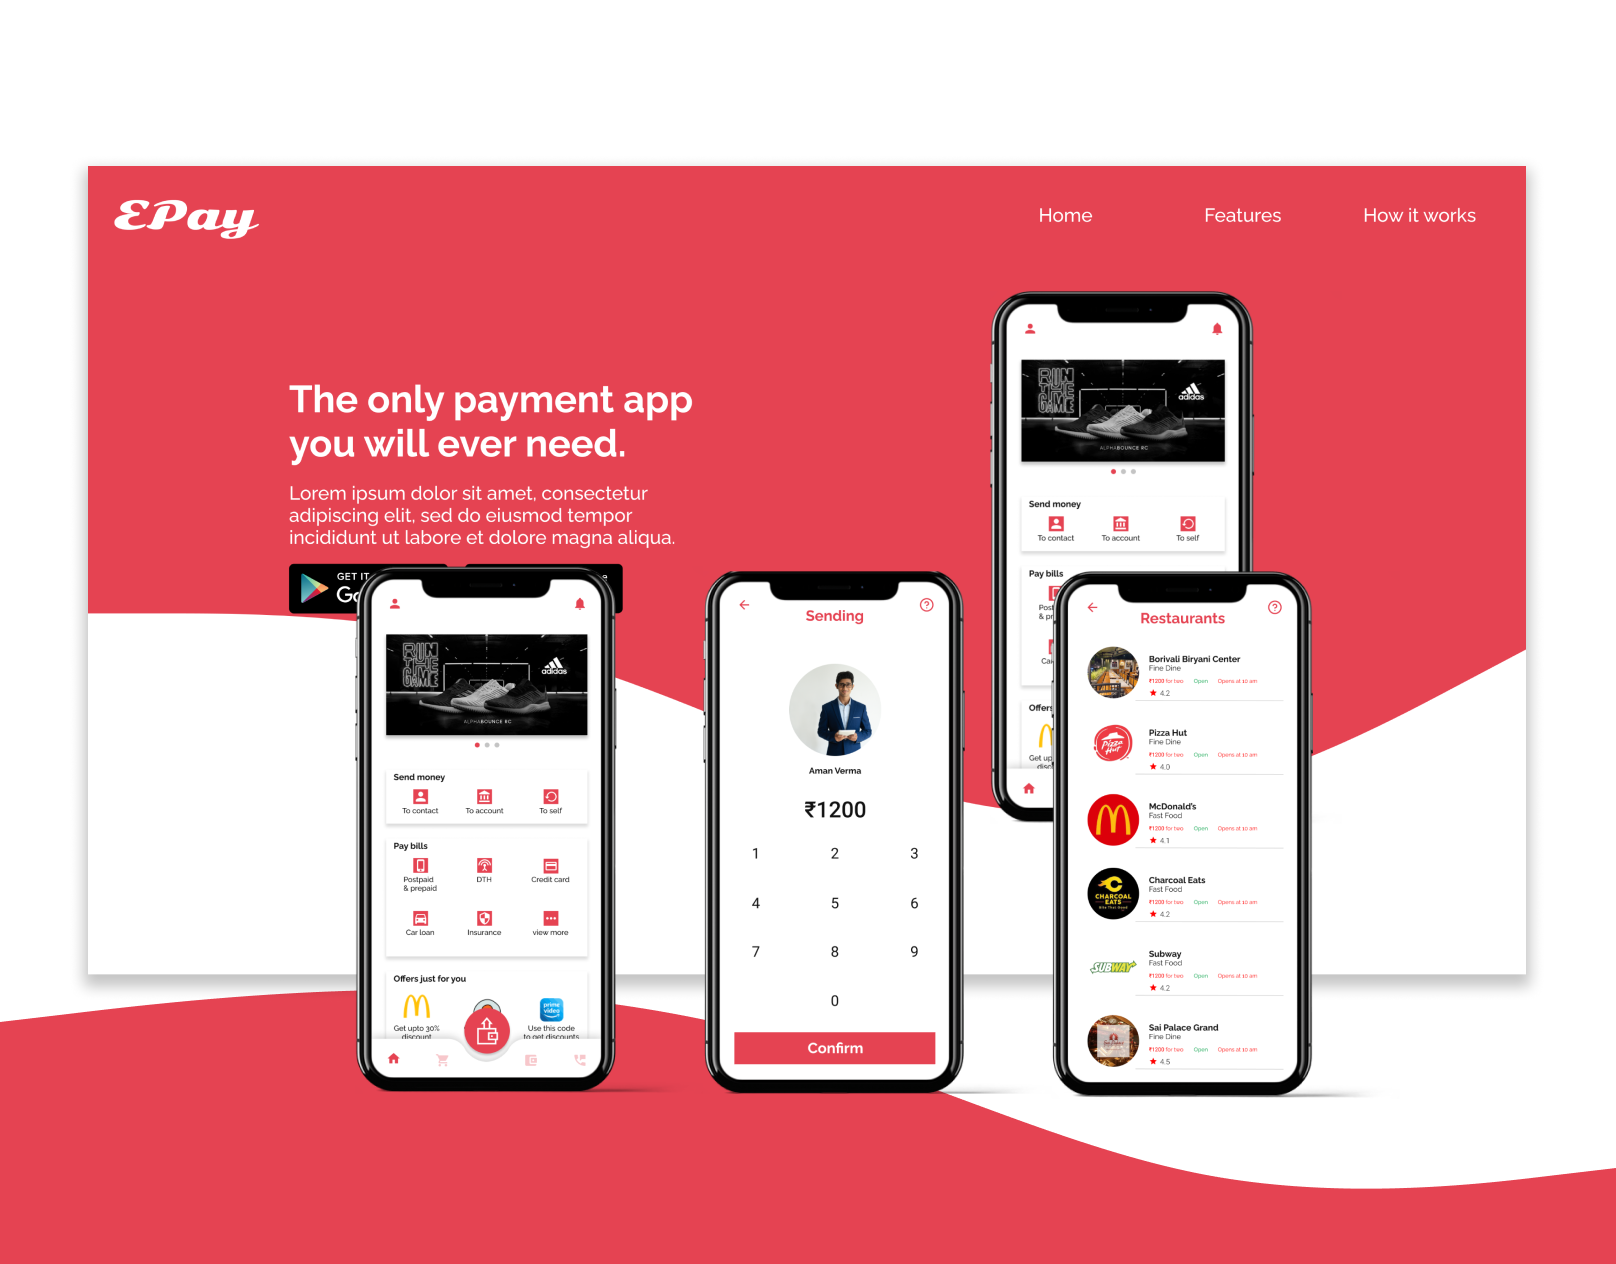 EPay
Home
Features
How it works
The only payment app
you will ever need.
Lorem ipsum dolor sit amet, consectetur
adipiscing elit, sed do eiusmod tempor
incididunt ut labore et dolore magna aliqua.
GET IT
RUN
THE
GAME
adidas
ALPHABOUNCE RC
Send money
To contact
To account
To self
Pay bills
Offers
Get up
RUN
THE
GAME
adidas
ALPHABOUNCE RC
Send money
To contact
To account
To self
Pay bills
Postpaid
& prepaid
DTH
Credit card
Car loan
Insurance
view more
Offers just for you
prime
video
Get upto 30%
discount
Use this code
to get discounts
Sending
Aman Verma
₹1200
1 2 3
4 5 6
7 8 9
0
Confirm
Restaurants
Borivali Biryani Center
Fine Dine
₹1200 for two Open Opens at 10 am
4.2
Pizza Hut
Pizza Hut
Fine Dine
₹1200 for two Open Opens at 10 am
4.0
McDonald's
Fast Food
₹1200 for two Open Opens at 10 am
4.1
CHARCOAL
EATS
Charcoal Eats
Fast Food
₹1200 for two Open Opens at 10 am
4.2
SUBWAY
Subway
Fast Food
₹1200 for two Open Opens at 10 am
4.2
Sai Palace Grand
Fine Dine
₹1200 for two Open Opens at 10 am
4.5